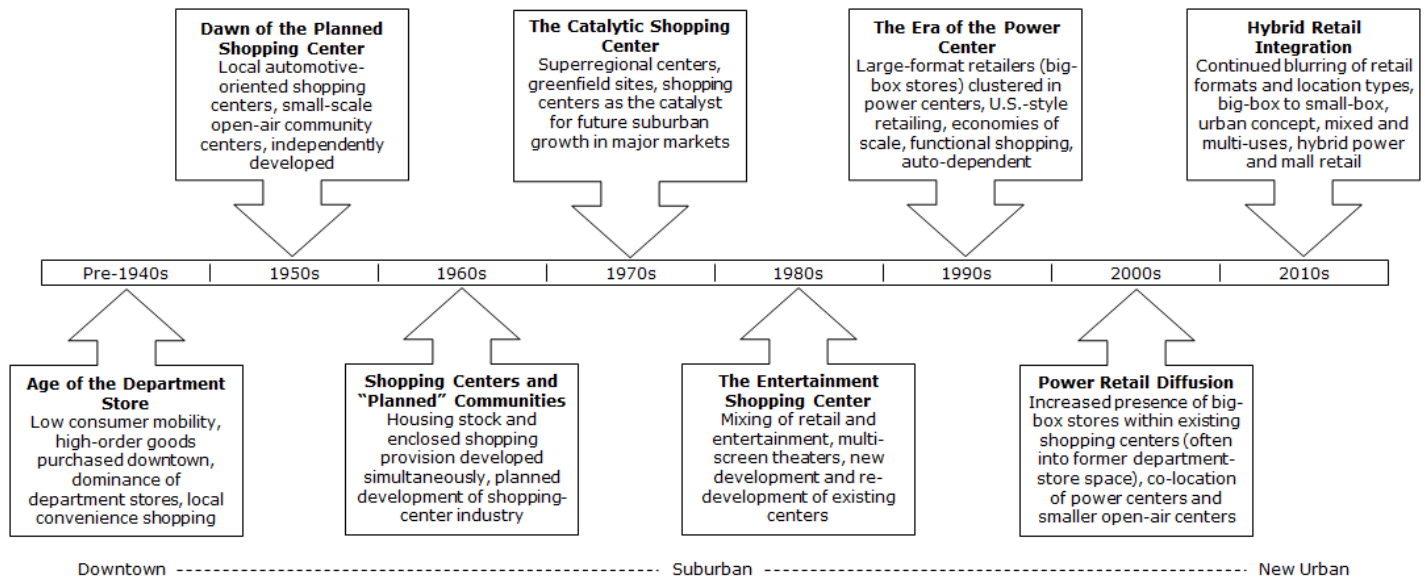 Dawn of the Planned
Shopping Center
Local automotive-
oriented shopping
centers, small-scale
open-air community
centers, independently
developed
The Catalytic Shopping
Center
Superregional centers,
greenfield sites, shopping
centers as the catalyst
for future suburban
growth in major markets
The Era of the Power
Center
Large-format retailers (big-
box stores) clustered in
power centers, U.S.-style
retailing, economies of
scale, functional shopping,
auto-dependent
Hybrid Retail
Integration
Continued blurring of retail
formats and location types,
big-box to small-box,
urban concept, mixed and
multi-uses, hybrid power
and mall retail
Pre-1940s | 1950s | 1960s | 1970s | 1980s | 1990s | 2000s | 2010s
Age of the Department
Store
Low consumer mobility,
high-order goods
purchased downtown,
dominance of
department stores, local
convenience shopping
Shopping Centers and
“Planned” Communities
Housing stock and
enclosed shopping
provision developed
simultaneously, planned
development of shopping-
center industry
The Entertainment
Shopping Center
Mixing of retail and
entertainment, multi-
screen theaters, new
development and re-
development of existing
centers
Power Retail Diffusion
Increased presence of big-
box stores within existing
shopping centers (often
into former department-
store space), co-location
of power centers and
smaller open-air centers
Downtown Suburban New Urban